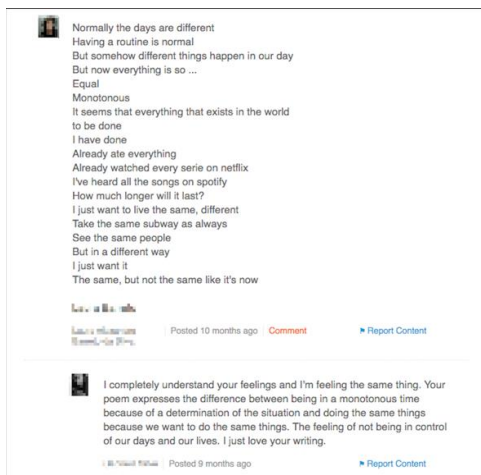 Normally the days are different
Having a routine is normal
But somehow different things happen in our day
But now everything is so ...
Equal
Monotonous
It seems that everything that exists in the world
to be done
I have done
Already ate everything
Already watched every serie on netflix
I've heard all the songs on spotify
How much longer will it last?
I just want to live the same, different
Take the same subway as always
See the same people
But in a different way
I just want it
The same, but not the same like it's now
Posted 10 months ago Comment Report Content
I completely understand your feelings and I'm feeling the same thing. Your
poem expresses the difference between being in a monotonous time
because of a determination of the situation and doing the same things
because we want to do the same things. The feeling of not being in control
of our days and our lives. I just love your writing.
Posted 9 months ago Report Content